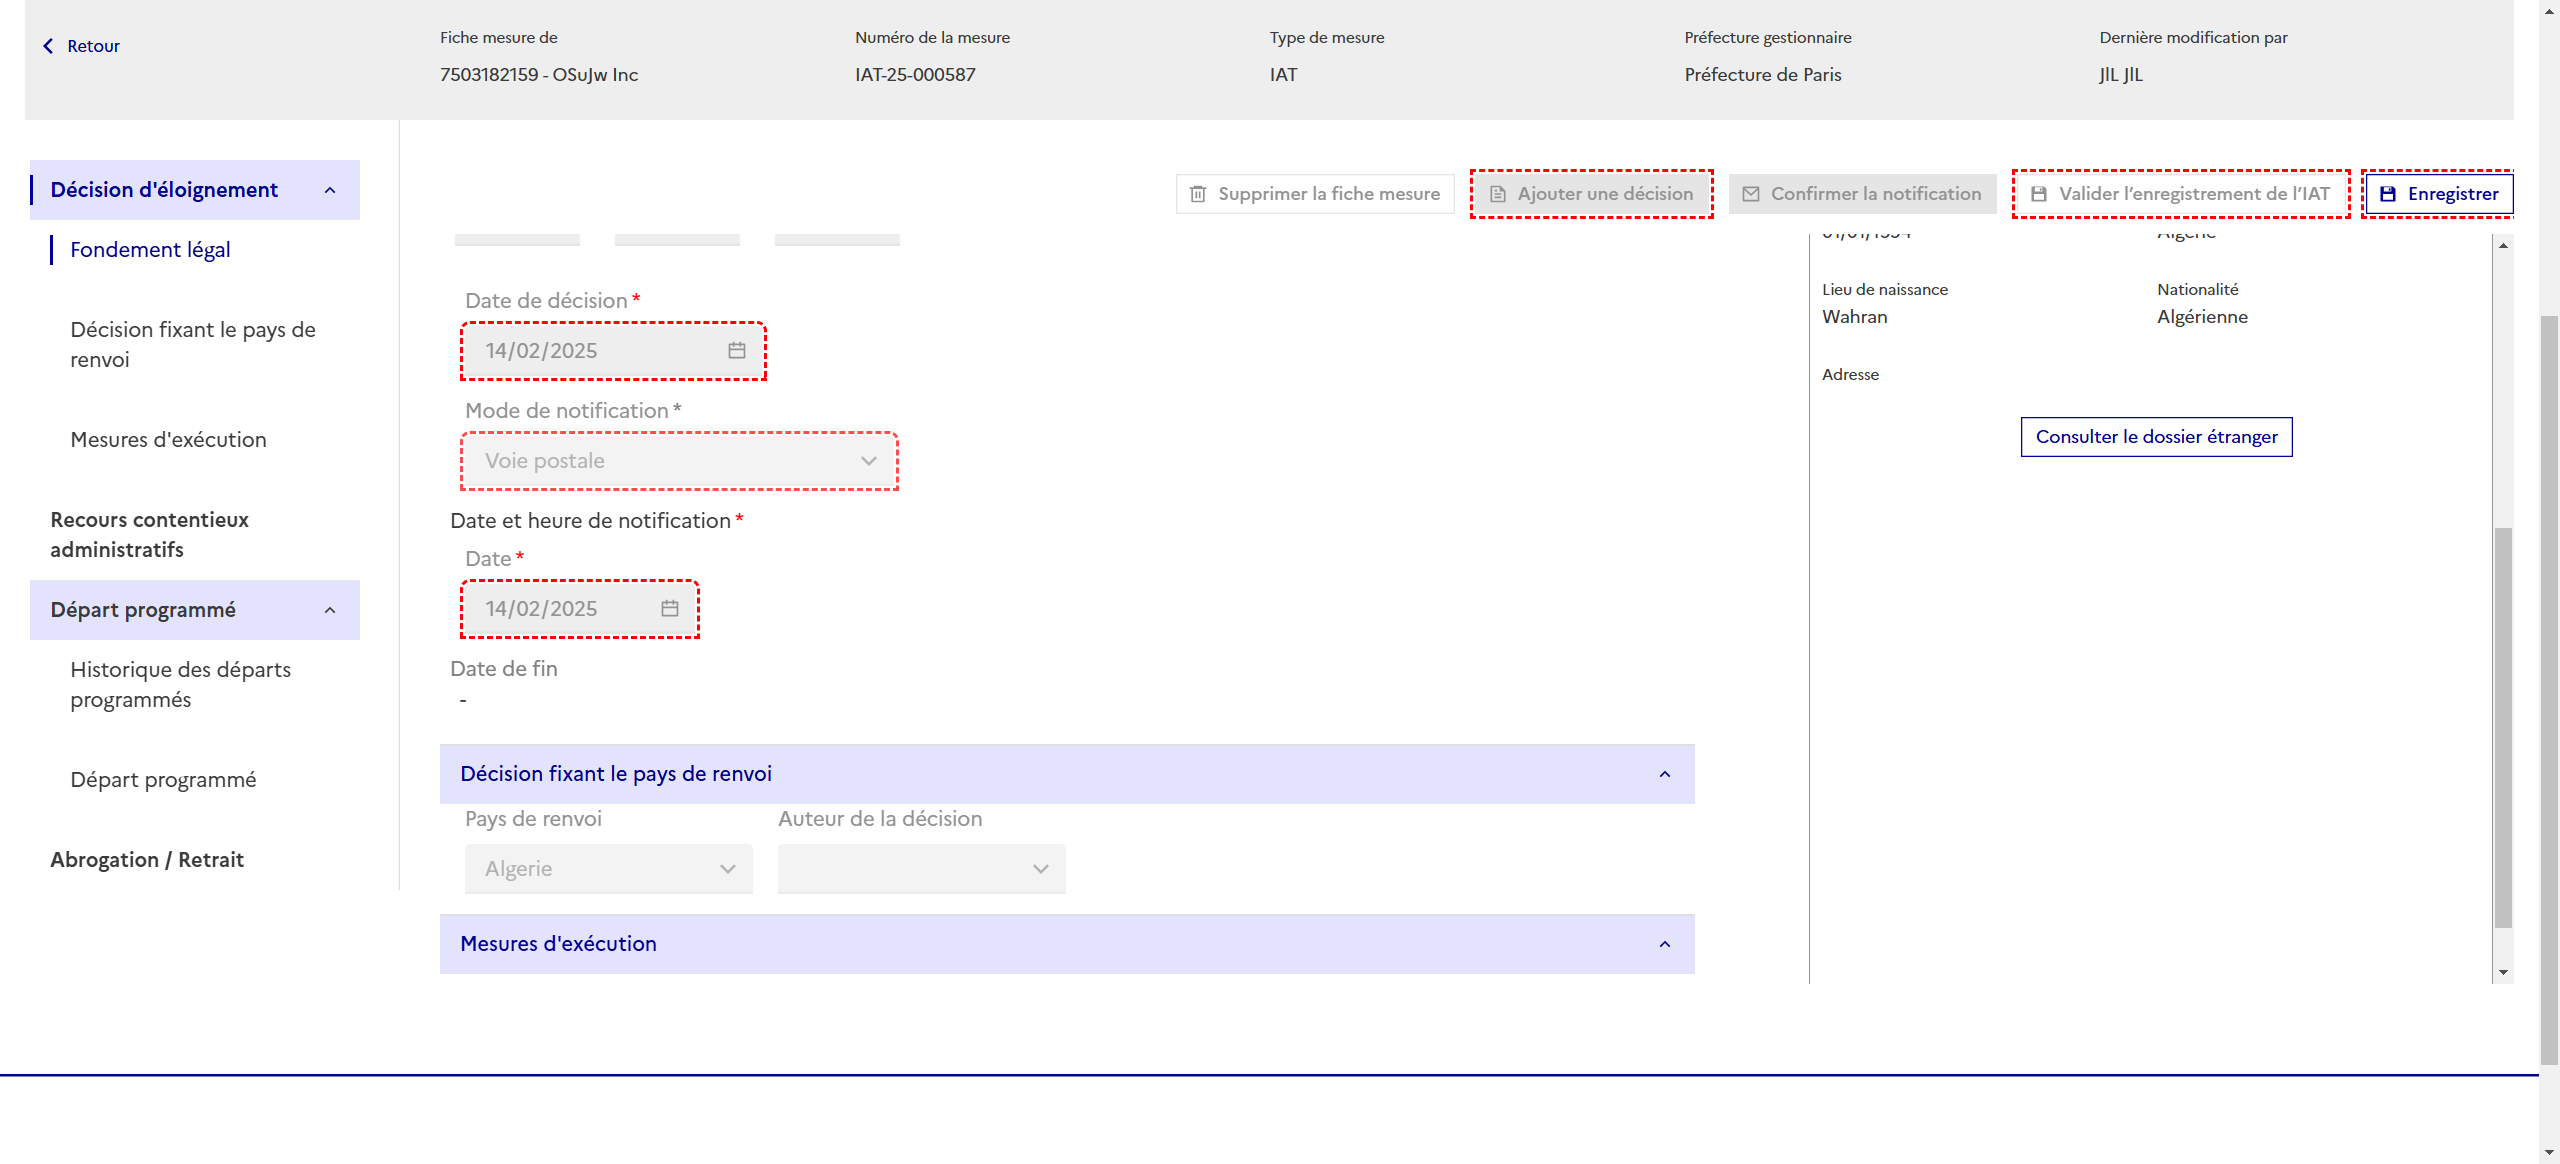 Retour
Fiche mesure de
7503182159 - OSuJw Inc
Numéro de la mesure
IAT-25-000587
Type de mesure
IAT
Préfecture gestionnaire
Préfecture de Paris
Dernière modification par
JlL JlL
Décision d'éloignement
Fondement légal
Décision fixant le pays de
renvoi
Mesures d'exécution
Recours contentieux
administratifs
Départ programmé
Historique des départs
programmés
Départ programmé
Abrogation / Retrait
Supprimer la fiche mesure
Ajouter une décision
Confirmer la notification
Valider l’enregistrement de l’IAT
Enregistrer
Date de décision *
14/02/2025
Mode de notification *
Voie postale
Date et heure de notification *
Date *
14/02/2025
Date de fin
-
Décision fixant le pays de renvoi
Pays de renvoi
Algerie
Auteur de la décision
Mesures d'exécution
Algérie
Lieu de naissance
Wahran
Nationalité
Algérienne
Adresse
Consulter le dossier étranger